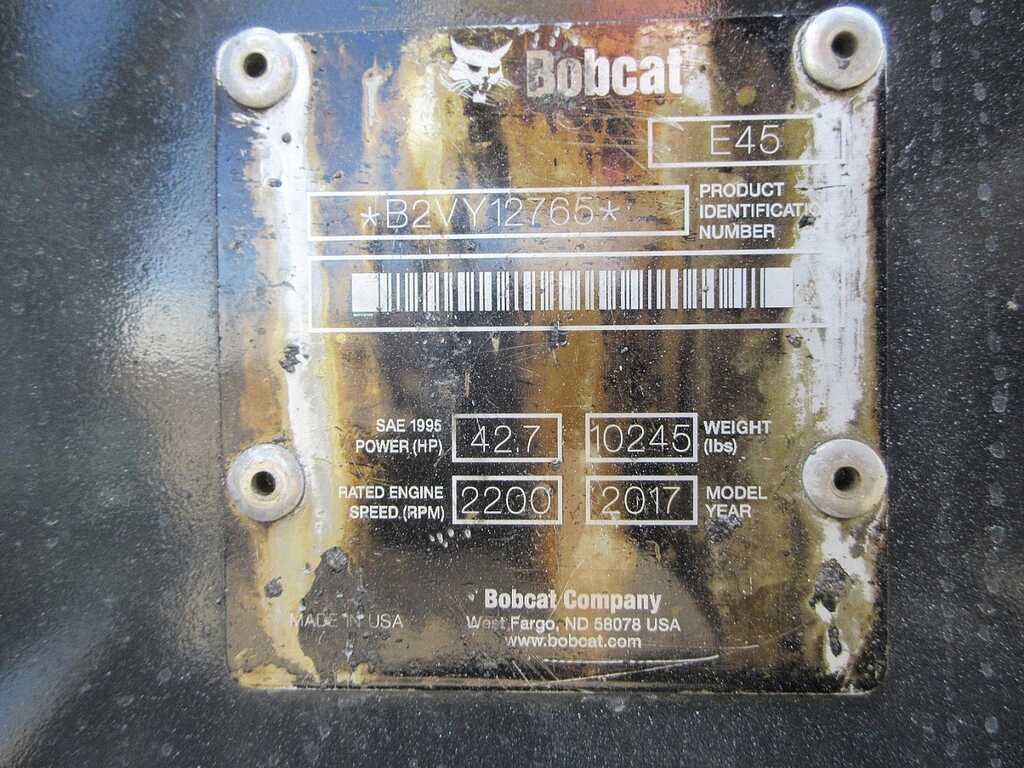 Bobcat
E45
*B2VY12765*
PRODUCT
IDENTIFICATION
NUMBER
SAE 1995
POWER (HP)
42.7
10245
WEIGHT
(lbs)
RATED ENGINE
SPEED (RPM)
2200
2017
MODEL
YEAR
Bobcat Company
MADE IN USA
West Fargo, ND 58078 USA
www.bobcat.com